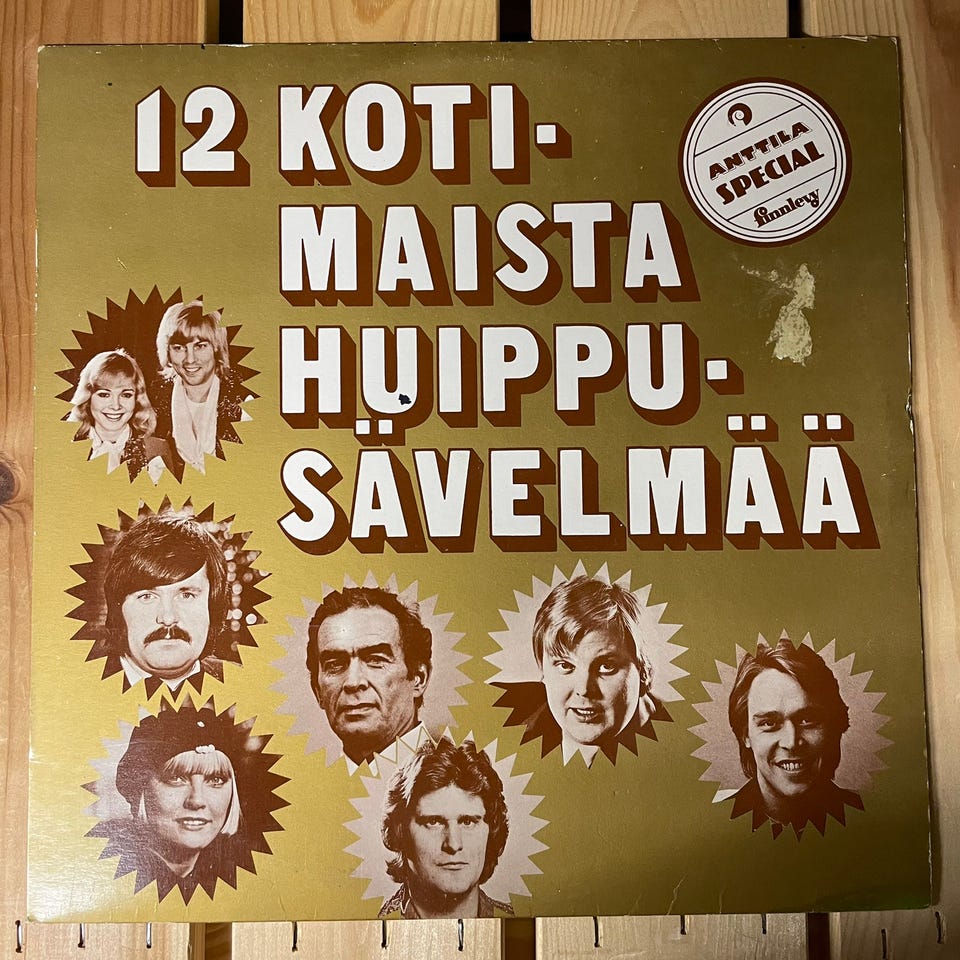 12 KOTI-
MAISTA
HUIPPU-
SÄVELMÄÄ
ANTTILA
SPECIAL
finnlevy